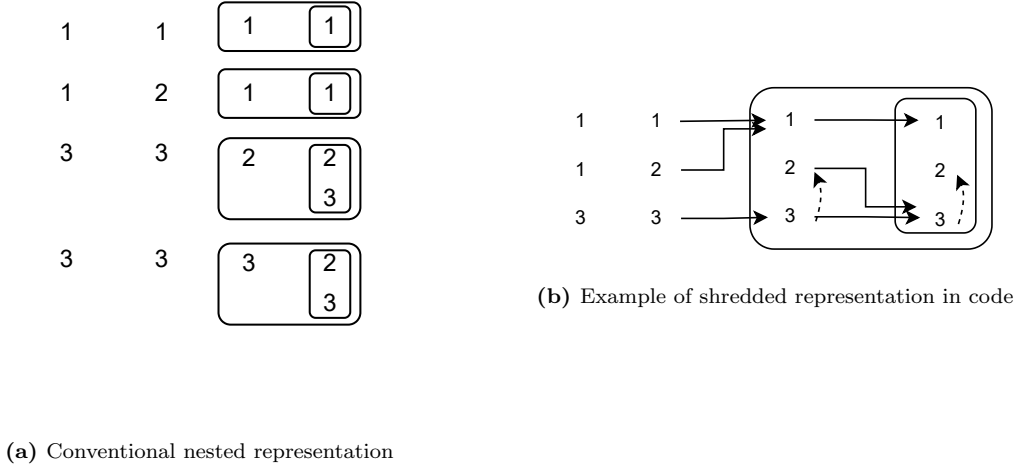 1 1 1 1
1 2 1 1
3 3 2 2
3
3 3 3 2
3
(a) Conventional nested representation
1 1 1 1
1 2 2 2
3 3 3 3
(b) Example of shredded representation in code